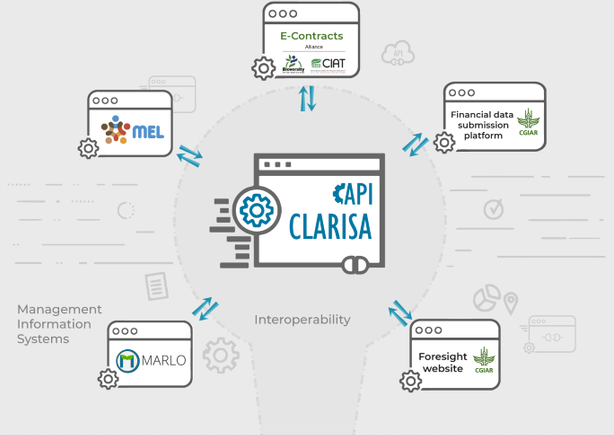 E-Contracts
Alliance
Bioversity
CIAT
API
MEL
Financial data
submission
platform
CGIAR
API
CLARISA
Management
Information
Systems
Interoperability
MARLO
Foresight
website
CGIAR